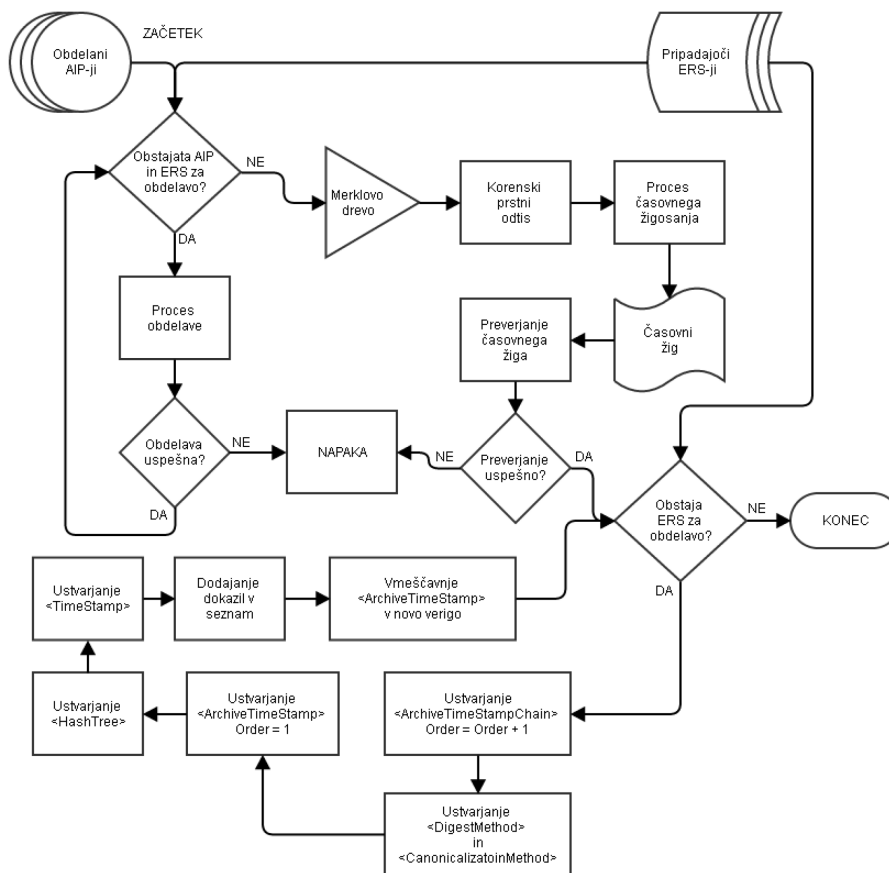 ZAČETEK
Obdelani
AIP-ji
Pripadajoči
ERS-ji
Obstajata AIP
in ERS za
obdelavo?
NE
DA
Merklovo
drevo
Korenski
prstni
odtis
Proces
časovnega
žigosanja
Proces
obdelave
Preverjanje
časovnega
žiga
Časovni
žig
Obdelava
uspešna?
NE
DA
NAPAKA
NE
Preverjanje
uspešno?
DA
Obstaja
ERS za
obdelavo?
NE
DA
KONEC
Ustvarjanje
<TimeStamp>
Dodajanje
dokazil v
seznam
Vmeščavnje
<ArchiveTimeStamp>
v novo verigo
Ustvarjanje
<HashTree>
Ustvarjanje
<ArchiveTimeStamp>
Order = 1
Ustvarjanje
<ArchiveTimeStampChain>
Order = Order + 1
Ustvarjanje
<DigestMethod>
in
<CanonicalizatoinMethod>